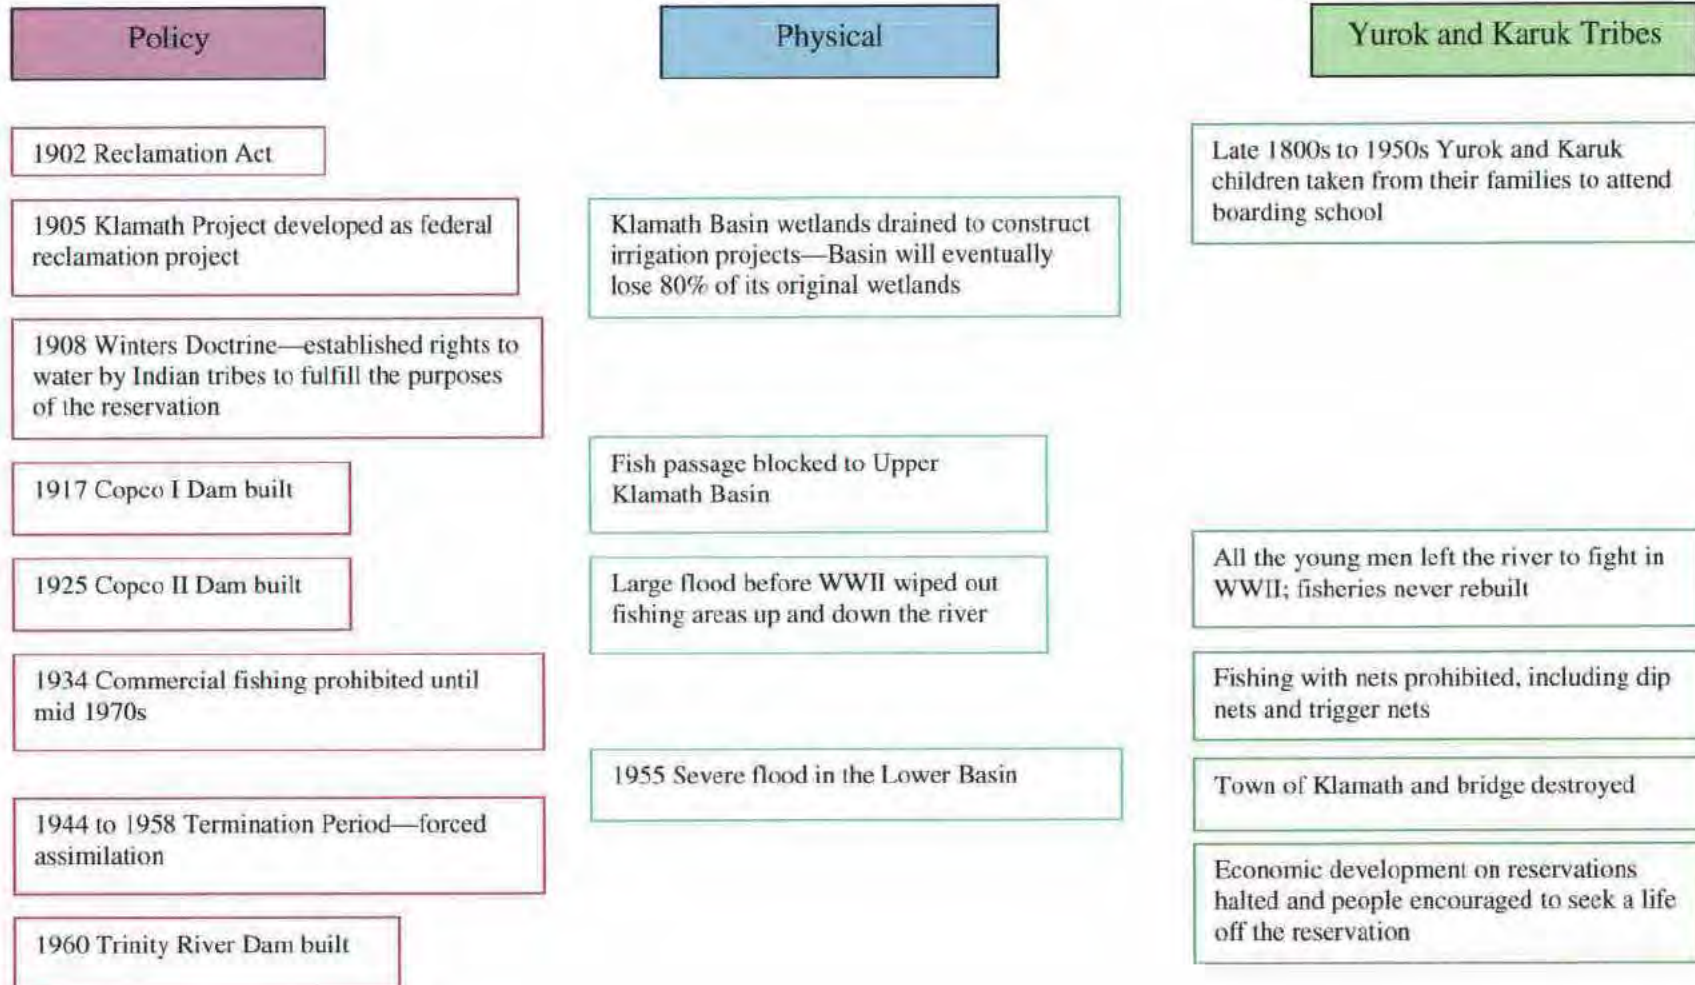 Policy
1902 Reclamation Act
1905 Klamath Project developed as federal
reclamation project
1908 Winters Doctrine—established rights to
water by Indian tribes to fulfill the purposes
of the reservation
1917 Copco I Dam built
1925 Copco II Dam built
1934 Commercial fishing prohibited until
mid 1970s
1944 to 1958 Termination Period—forced
assimilation
1960 Trinity River Dam built
Physical
Klamath Basin wetlands drained to construct
irrigation projects—Basin will eventually
lose 80% of its original wetlands
Fish passage blocked to Upper
Klamath Basin
Large flood before WWII wiped out
fishing areas up and down the river
1955 Severe flood in the Lower Basin
Yurok and Karuk Tribes
Late 1800s to 1950s Yurok and Karuk
children taken from their families to attend
boarding school
All the young men left the river to fight in
WWII; fisheries never rebuilt
Fishing with nets prohibited, including dip
nets and trigger nets
Town of Klamath and bridge destroyed
Economic development on reservations
halted and people encouraged to seek a life
off the reservation